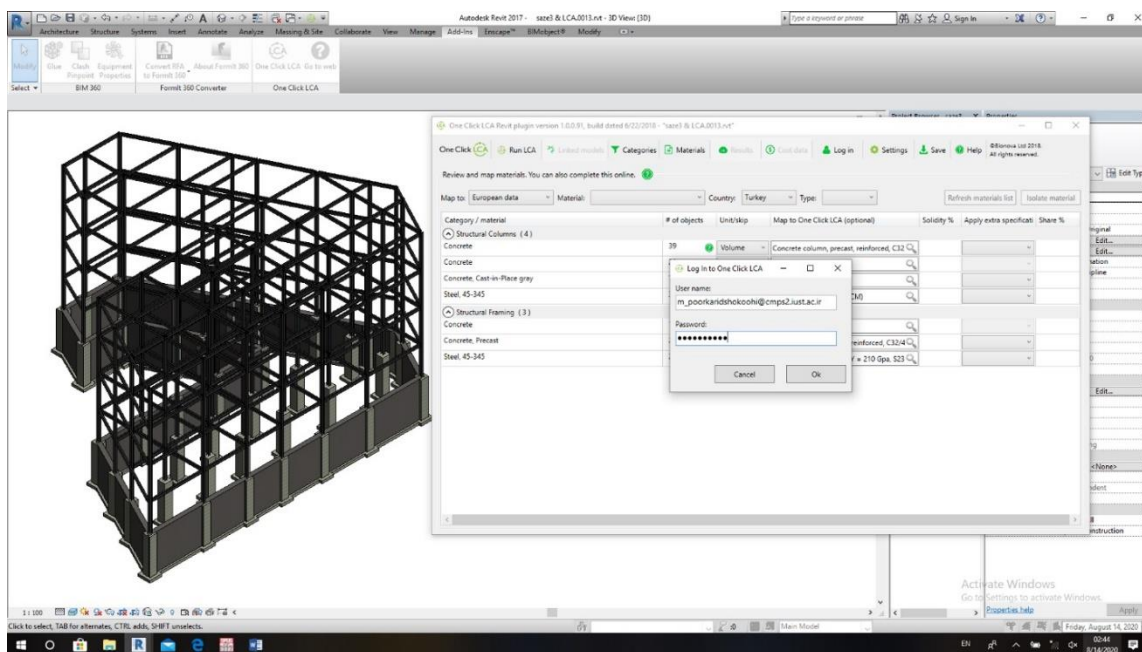 Autodesk Revit 2017 - saze3 & LCA.0013.rvt - 3D View: {3D}
Type a keyword or phrase
Sign In
Architecture Structure Systems Insert Annotate Analyze Massing & Site Collaborate View Manage Add-Ins Enscape™ BIMobject® Modify
Modify Glue Clash Pinpoint Equipment Properties Convert RFA to FormIt 360 About FormIt 360 One Click LCA Go to web
Select BIM 360 FormIt 360 Converter One Click LCA
One Click LCA Revit plugin version 1.0.0.91, build dated 6/22/2018 - "saze3 & LCA.0013.rvt"
One Click LCA Run LCA Linked models Categories Materials Results Cost data Log in Settings Save Help ©Bionova Ltd 2018. All rights reserved.
Review and map materials. You can also complete this online.
Map to: European data Material: Country: Turkey Type: Refresh materials list Isolate material
Category / material # of objects Unit/skip Map to One Click LCA (optional) Solidity % Apply extra specificati Share %
Structural Columns ( 4 )
Concrete 39 Volume Concrete column, precast, reinforced, C32
Concrete
Concrete, Cast-in-Place gray
Steel, 45-345 CM)
Structural Framing ( 3 )
Concrete
Concrete, Precast reinforced, C32/4
Steel, 45-345 = 210 Gpa, S23
Log In to One Click LCA
User name:
m_poorkaridshokoohi@cmps2.iust.ac.ir
Password:
Cancel Ok
Edit Typ
Edit...
Edit...
Edit...
<None>
Activate Windows
Go to Settings to activate Windows.
Properties help Apply
1 : 100
Click to select, TAB for alternates, CTRL adds, SHIFT unselects.
:0 Main Model
Friday, August 14, 2020
EN 02:44
8/14/2020